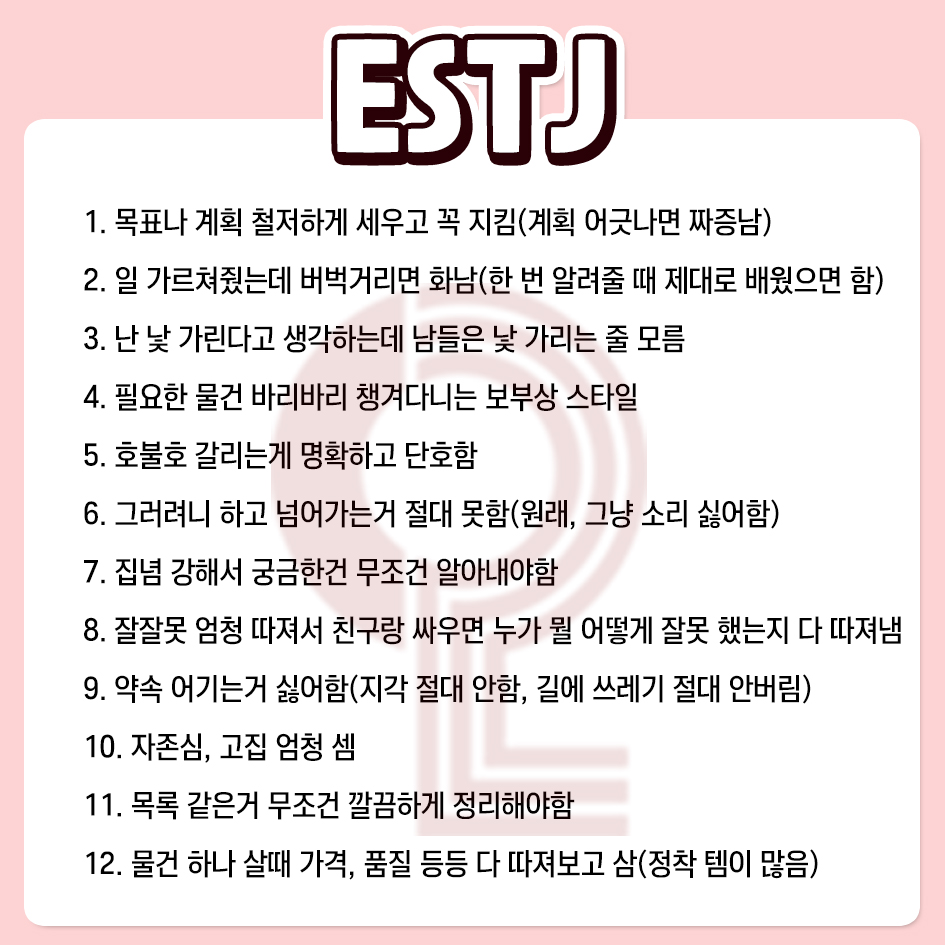 ESTJ
1. 목표나 계획 철저하게 세우고 꼭 지킴(계획 어긋나면 짜증남)
2. 일 가르쳐줬는데 버벅거리면 화남(한 번 알려줄 때 제대로 배웠으면 함)
3. 난 낯 가린다고 생각하는데 남들은 낯 가리는 줄 모름
4. 필요한 물건 바리바리 챙겨다니는 보부상 스타일
5. 호불호 갈리는게 명확하고 단호함
6. 그러려니 하고 넘어가는거 절대 못함(원래, 그냥 소리 싫어함)
7. 집념 강해서 궁금한건 무조건 알아내야함
8. 잘잘못 엄청 따져서 친구랑 싸우면 누가 뭘 어떻게 잘못 했는지 다 따져냄
9. 약속 어기는거 싫어함(지각 절대 안함, 길에 쓰레기 절대 안버림)
10. 자존심, 고집 엄청 셈
11. 목록 같은거 무조건 깔끔하게 정리해야함
12. 물건 하나 살때 가격, 품질 등등 다 따져보고 삼(정착 템이 많음)